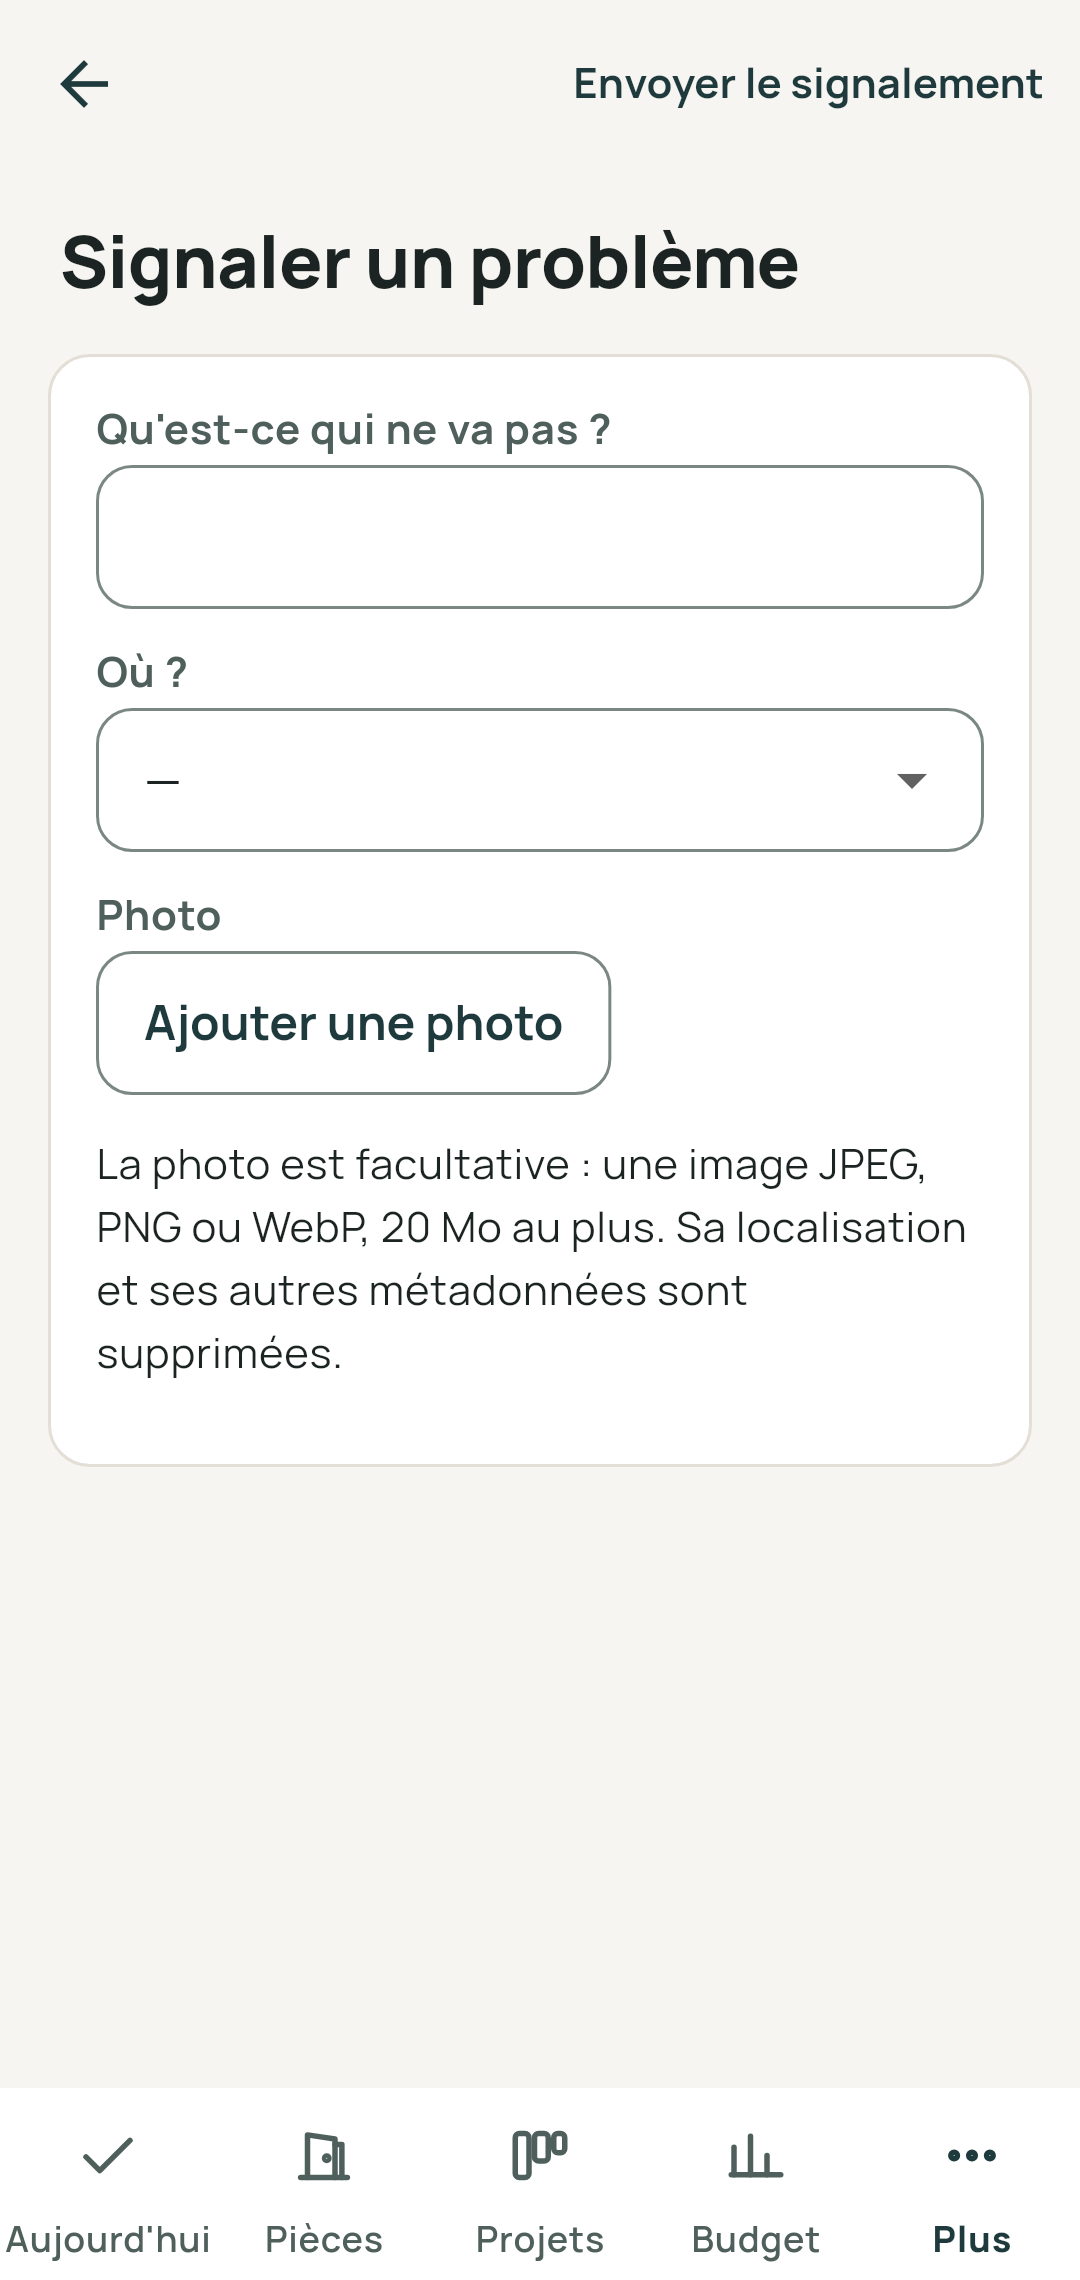 Envoyer le signalement
Signaler un problème
Qu'est-ce qui ne va pas ?
Où ?
—
Photo
Ajouter une photo
La photo est facultative : une image JPEG,
PNG ou WebP, 20 Mo au plus. Sa localisation
et ses autres métadonnées sont
supprimées.
Aujourd'hui
Pièces
Projets
Budget
Plus